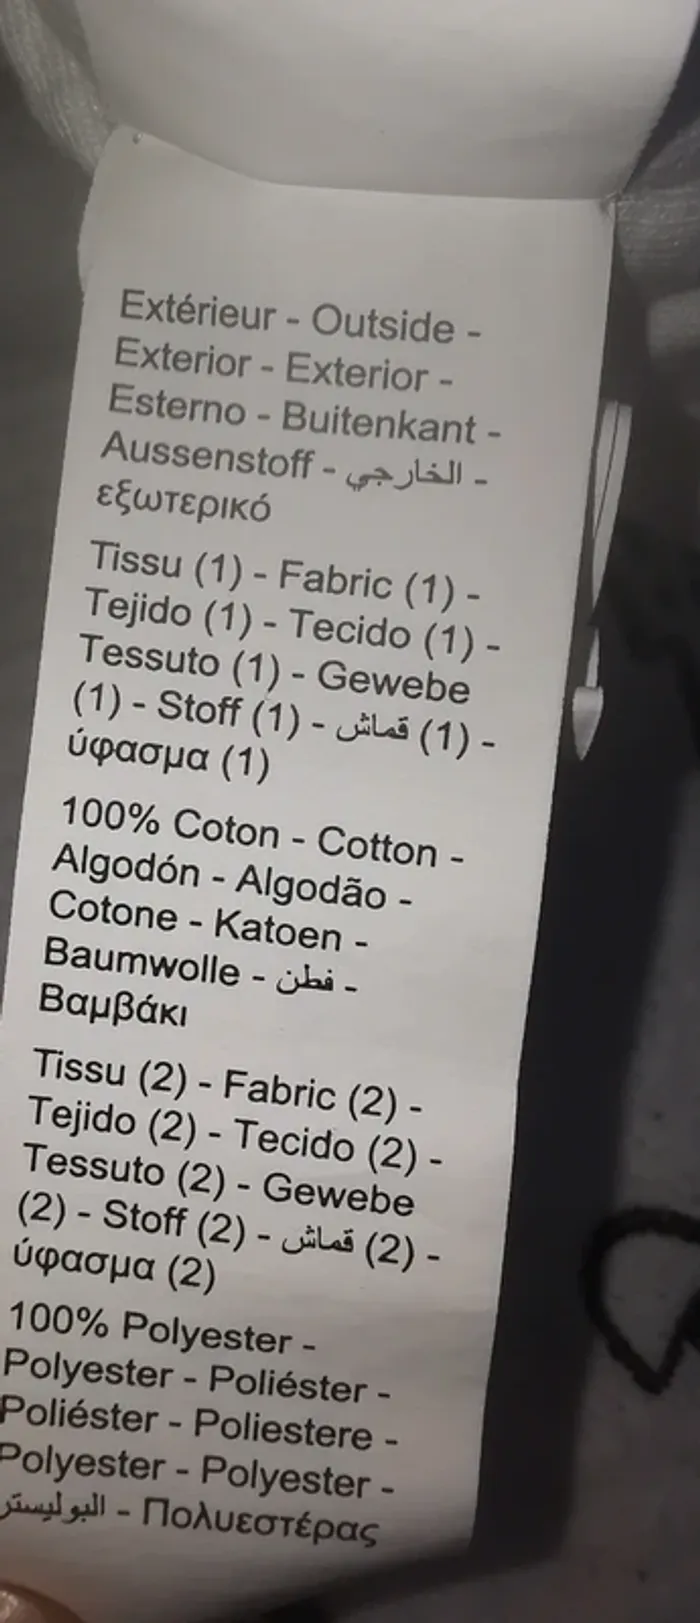 Extérieur - Outside -
Exterior - Exterior -
Esterno - Buitenkant -
Aussenstoff - الخارجي -
εξωτερικό
Tissu (1) - Fabric (1) -
Tejido (1) - Tecido (1) -
Tessuto (1) - Gewebe
(1) - Stoff (1) - قماش (1) -
ύφασμα (1)
100% Coton - Cotton -
Algodón - Algodão -
Cotone - Katoen -
Baumwolle - قطن -
Βαμβάκι
Tissu (2) - Fabric (2) -
Tejido (2) - Tecido (2) -
Tessuto (2) - Gewebe
(2) - Stoff (2) - قماش (2) -
ύφασμα (2)
100% Polyester -
Polyester - Poliéster -
Poliéster - Poliestere -
Polyester - Polyester -
البوليستر - Πολυεστέρας